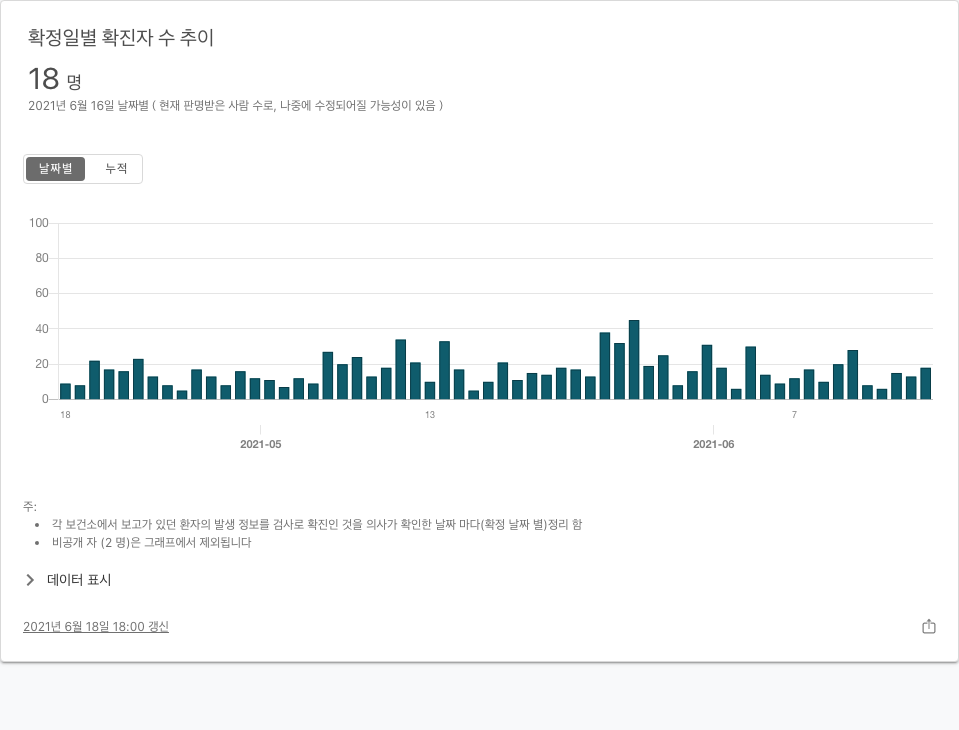 확정일별 확진자 수 추이
18 명
2021년 6월 16일 날짜별 ( 현재 판명받은 사람 수로, 나중에 수정되어질 가능성이 있음 )
날짜별 누적
100
80
60
40
20
0
18 13 7
2021-05 2021-06
주:
• 각 보건소에서 보고가 있던 환자의 발생 정보를 검사로 확진인 것을 의사가 확인한 날짜 마다(확정 날짜 별)정리 함
• 비공개 자 (2 명)은 그래프에서 제외됩니다
데이터 표시
2021년 6월 18일 18:00 갱신